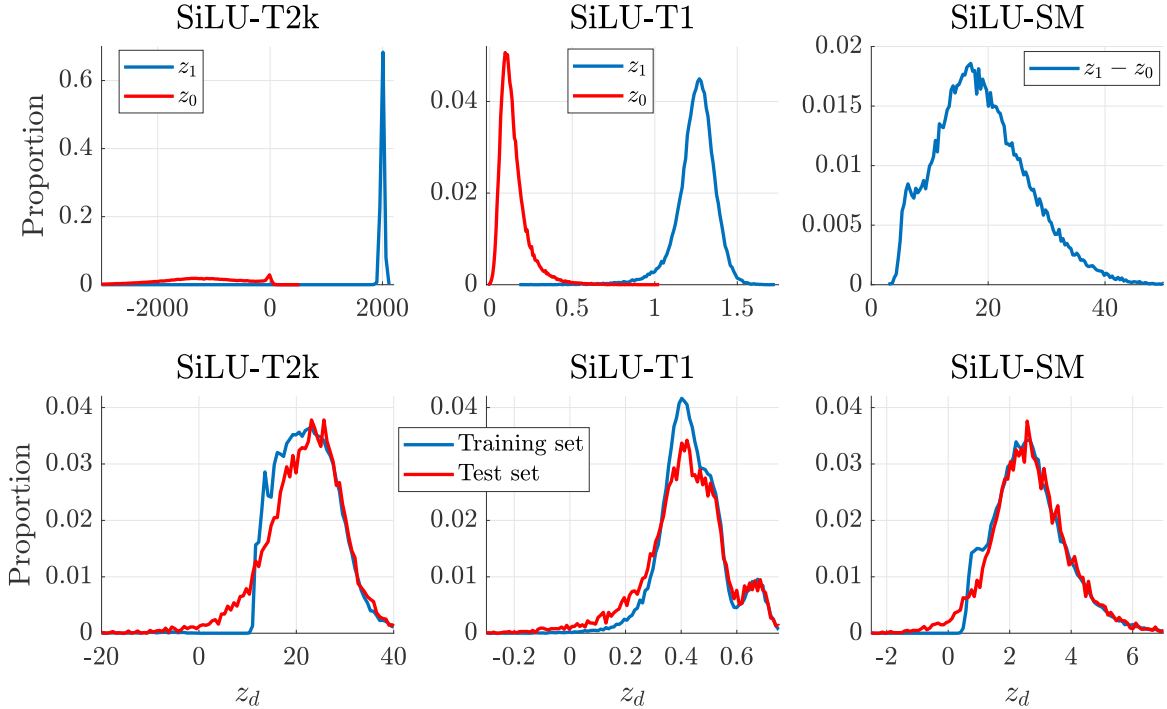 SiLU-T2k
SiLU-T1
SiLU-SM
Proportion
0.6
0.4
0.2
0
-2000
0
2000
z₁
z₀
0.04
0.02
0
0
0.5
1
1.5
z₁
z₀
0.02
0.015
0.01
0.005
0
0
20
40
z₁ − z₀
SiLU-T2k
SiLU-T1
SiLU-SM
Proportion
0.04
0.03
0.02
0.01
0
-20
0
20
40
z_d
Training set
Test set
0.04
0.02
0
-0.2
0
0.2
0.4
0.6
z_d
0.04
0.03
0.02
0.01
0
-2
0
2
4
6
z_d